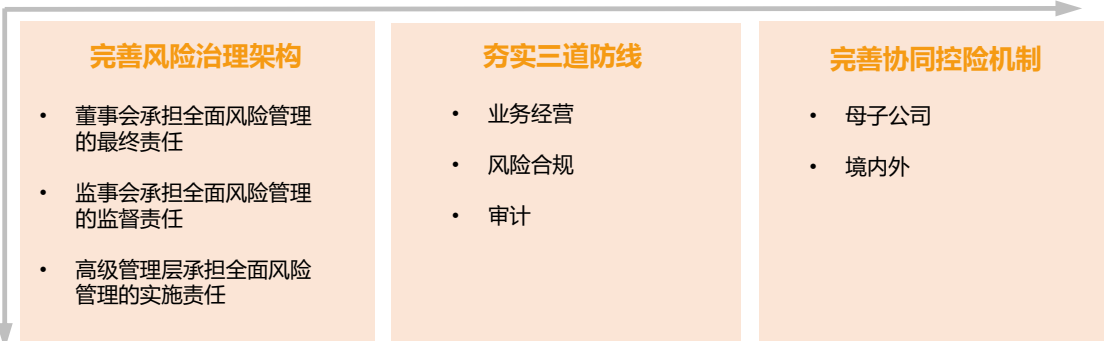 完善风险治理架构
• 董事会承担全面风险管理
的最终责任
• 监事会承担全面风险管理
的监督责任
• 高级管理层承担全面风险
管理的实施责任
夯实三道防线
• 业务经营
• 风险合规
• 审计
完善协同控险机制
• 母子公司
• 境内外